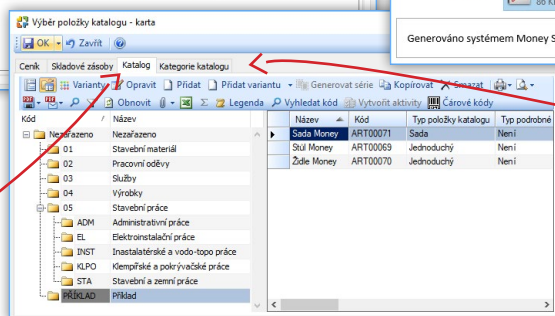 86 K
Výběr položky katalogu - karta
OK Zavřít
Generováno systémem Money S
Ceník Skladové zásoby Katalog Kategorie katalogu
Varianty Opravit Přidat Přidat variantu Generovat série Kopírovat Smazat
Obnovit Legenda Vyhledat kód Vytvořit aktivity Čárové kódy
Kód Název
Název Kód Typ položky katalogu Typ podrobné
Nezařazeno Nezařazeno
Sada Money ART00071 Sada Není
01 Stavební materiál
Stůl Money ART00069 Jednoduchý Není
02 Pracovní oděvy
Židle Money ART00070 Jednoduchý Není
03 Služby
04 Výrobky
05 Stavební práce
ADM Administrativní práce
EL Elektroinstalační práce
INST Inastalatérské a vodo-topo práce
KLPO Klempířské a pokrývačské práce
STA Stavební a zemní práce
PŘÍKLAD Příklad